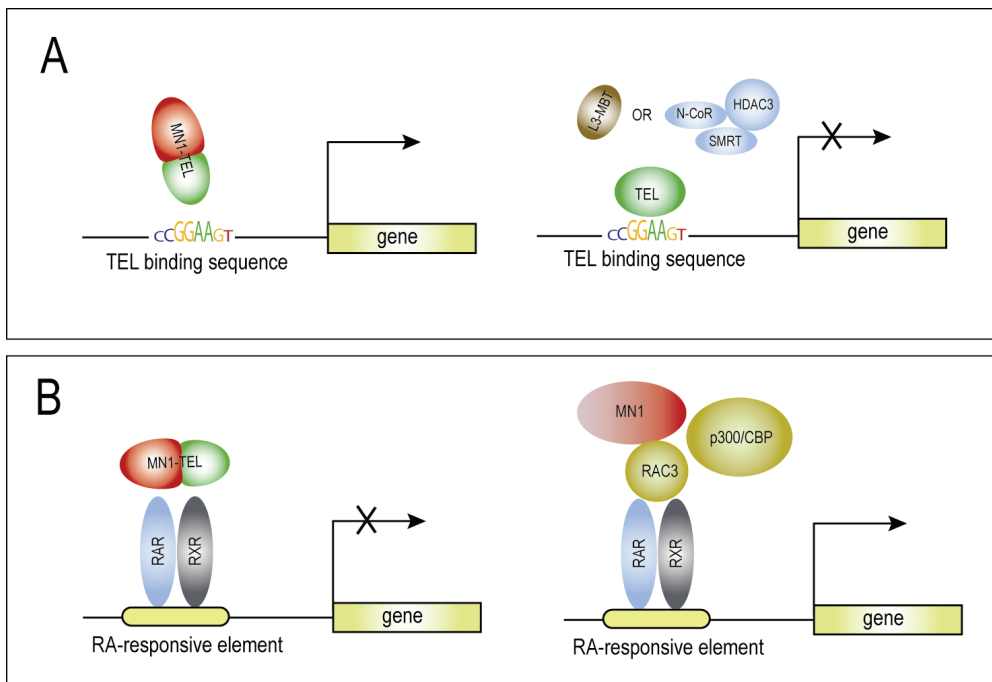 A
MN1-TEL
CCGGAAGT
TEL binding sequence
gene
L3-MBT
OR
N-CoR
HDAC3
SMRT
TEL
CCGGAAGT
TEL binding sequence
gene
B
MN1-TEL
RAR
RXR
RA-responsive element
gene
MN1
p300/CBP
RAC3
RAR
RXR
RA-responsive element
gene